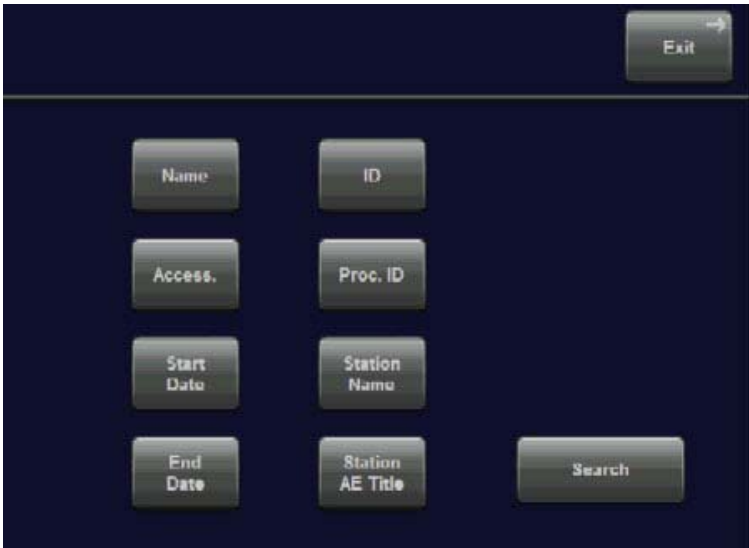 Exit
Name
ID
Access.
Proc. ID
Start
Date
Station
Name
End
Date
Station
AE Title
Search